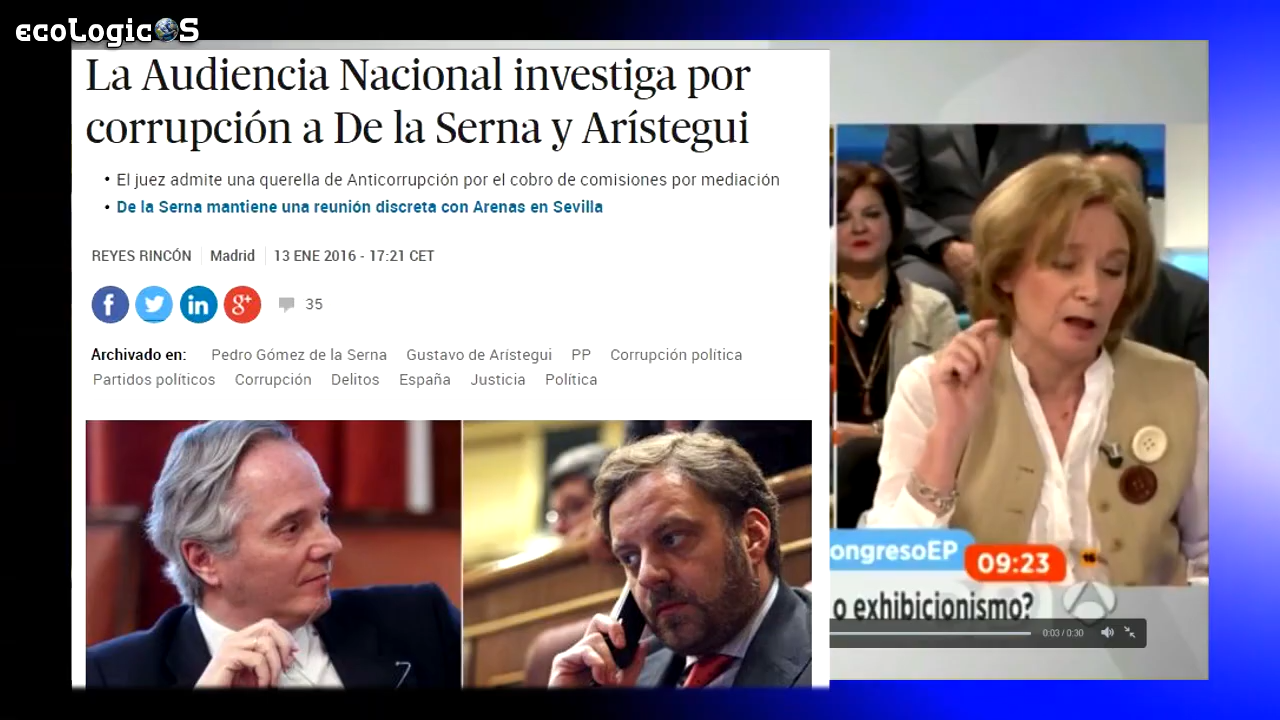 ecoLogicoS
La Audiencia Nacional investiga por
corrupción a De la Serna y Arístegui
• El juez admite una querella de Anticorrupción por el cobro de comisiones por mediación
• De la Serna mantiene una reunión discreta con Arenas en Sevilla
REYES RINCÓN Madrid 13 ENE 2016 - 17:21 CET
35
Archivado en: Pedro Gómez de la Serna Gustavo de Arístegui PP Corrupción política
Partidos políticos Corrupción Delitos España Justicia Política
ongresoEP
09:23
o exhibicionismo?
0:03 / 0:30